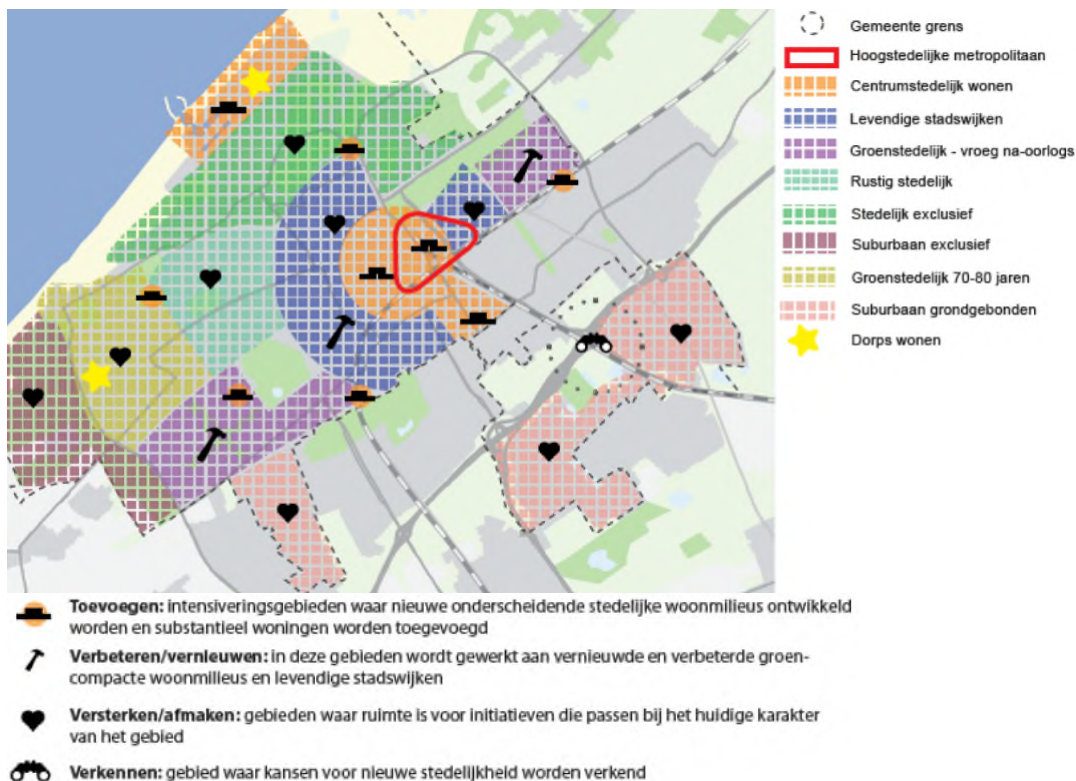 Gemeente grens
Hoogstedelijke metropolitaan
Centrumstedelijk wonen
Levendige stadswijken
Groenstedelijk - vroeg na-oorlogs
Rustig stedelijk
Stedelijk exclusief
Suburbaan exclusief
Groenstedelijk 70-80 jaren
Suburbaan grondgebonden
Dorps wonen
Toevoegen: intensiveringsgebieden waar nieuwe onderscheidende stedelijke woonmilieus ontwikkeld
worden en substantieel woningen worden toegevoegd
Verbeteren/vernieuwen: in deze gebieden wordt gewerkt aan vernieuwde en verbeterde groen-
compacte woonmilieus en levendige stadswijken
Versterken/afmaken: gebieden waar ruimte is voor initiatieven die passen bij het huidige karakter
van het gebied
Verkennen: gebied waar kansen voor nieuwe stedelijkheid worden verkend